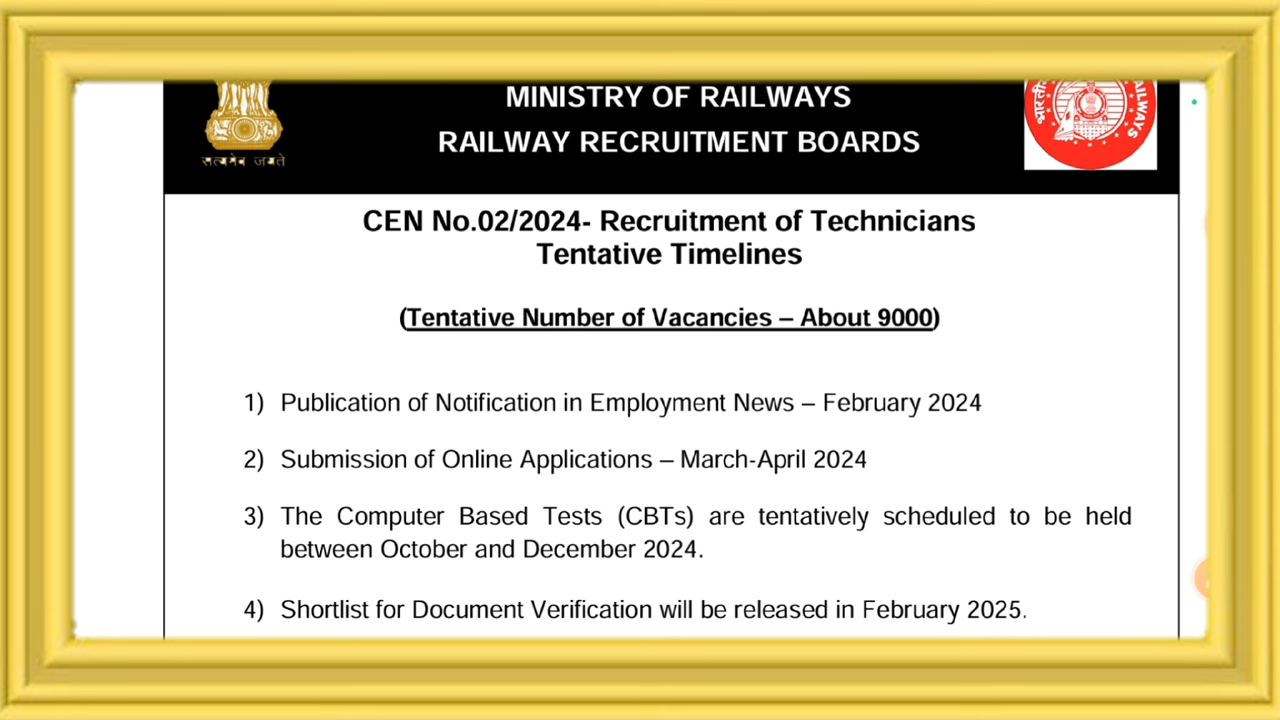 MINISTRY OF RAILWAYS
RAILWAY RECRUITMENT BOARDS
सत्यमेव जयते
भारतीय
RAILWAYS
CEN No.02/2024- Recruitment of Technicians
Tentative Timelines
(Tentative Number of Vacancies – About 9000)
1) Publication of Notification in Employment News – February 2024
2) Submission of Online Applications – March-April 2024
3) The Computer Based Tests (CBTs) are tentatively scheduled to be held
between October and December 2024.
4) Shortlist for Document Verification will be released in February 2025.